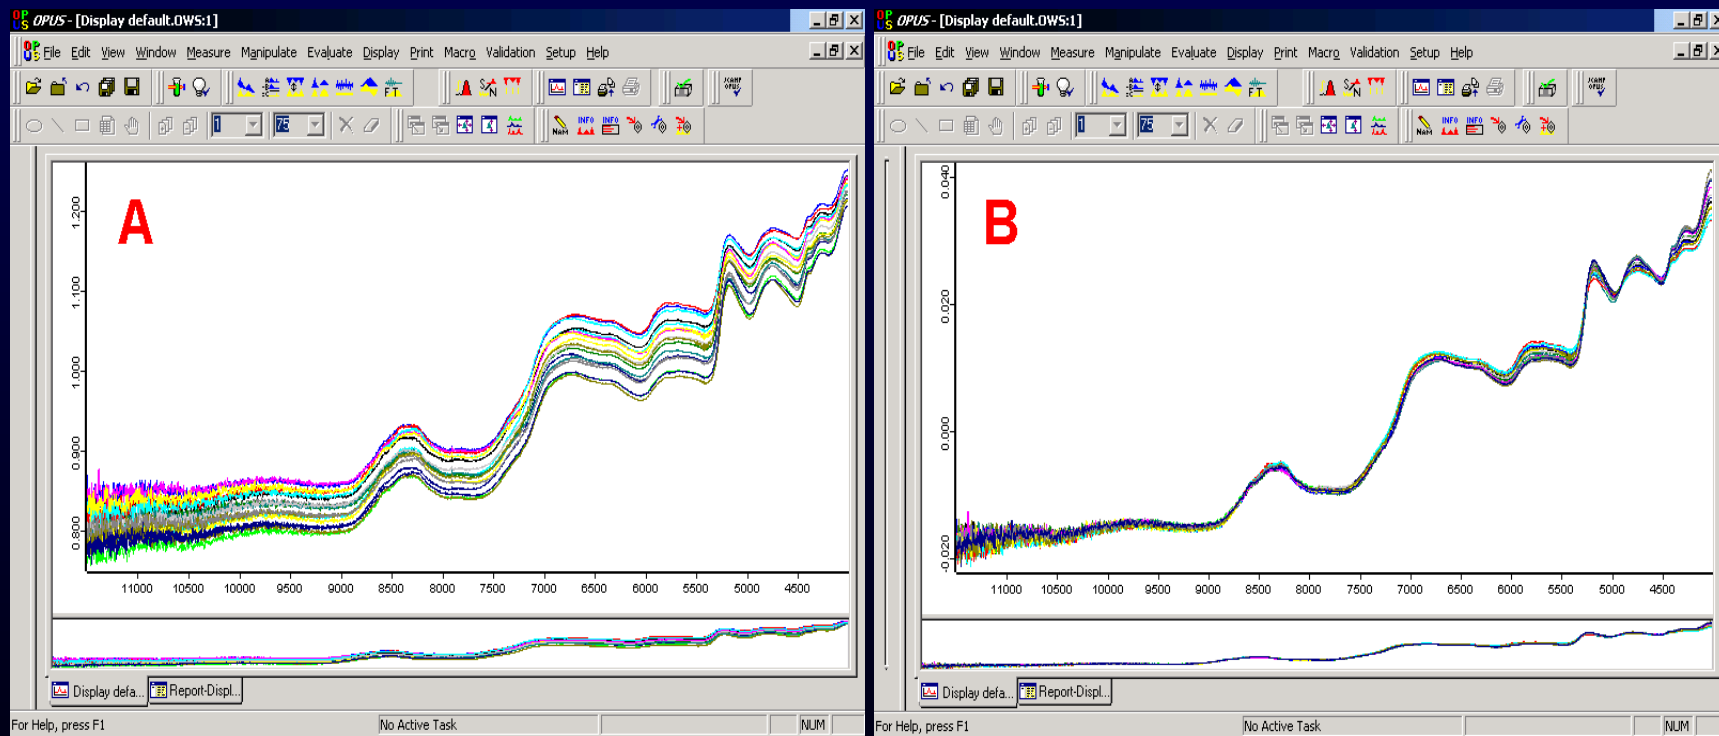 OPUS - [Display default.OWS:1]
File Edit View Window Measure Manipulate Evaluate Display Print Macro Validation Setup Help
1 75
A
1.200
1.100
1.000
0.900
0.800
11000 10500 10000 9500 9000 8500 8000 7500 7000 6500 6000 5500 5000 4500
Display defa... Report-Displ...
For Help, press F1 No Active Task NUM
OPUS - [Display default.OWS:1]
File Edit View Window Measure Manipulate Evaluate Display Print Macro Validation Setup Help
1 75
B
0.040
0.020
0.000
-0.020
11000 10500 10000 9500 9000 8500 8000 7500 7000 6500 6000 5500 5000 4500
Display defa... Report-Displ...
For Help, press F1 No Active Task NUM